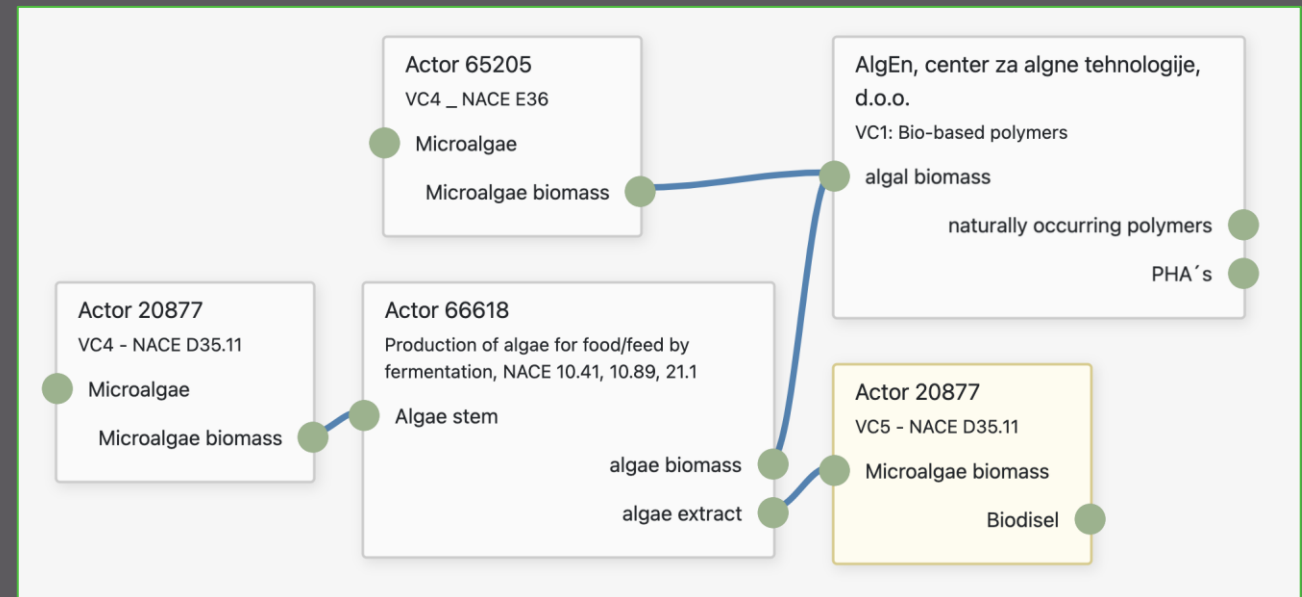 Actor 65205
VC4 _ NACE E36
Microalgae
Microalgae biomass
AlgEn, center za algne tehnologije,
d.o.o.
VC1: Bio-based polymers
algal biomass
naturally occurring polymers
PHA´s
Actor 20877
VC4 - NACE D35.11
Microalgae
Microalgae biomass
Actor 66618
Production of algae for food/feed by
fermentation, NACE 10.41, 10.89, 21.1
Algae stem
algae biomass
algae extract
Actor 20877
VC5 - NACE D35.11
Microalgae biomass
Biodisel